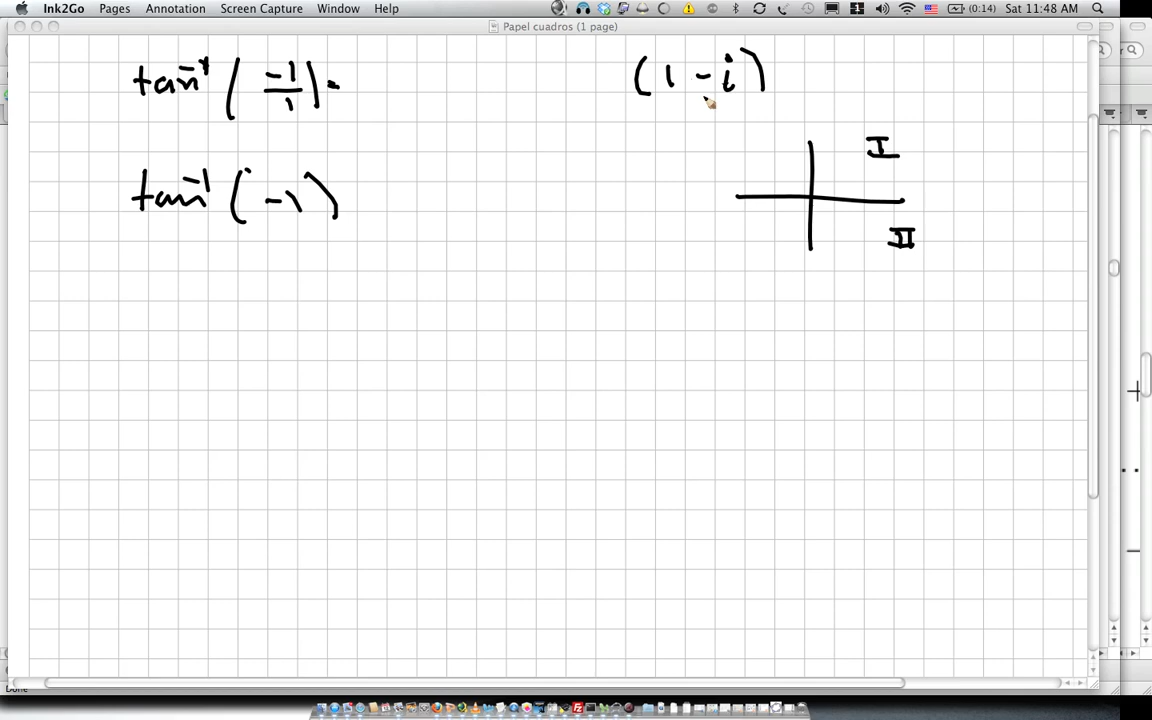 Ink2Go Pages Annotation Screen Capture Window Help (0:14) Sat 11:48 AM
Papel cuadros (1 page)
tan⁻¹ ( -1/1 ) =
(1 - i)
I
tan⁻¹ ( -1 )
II
Done